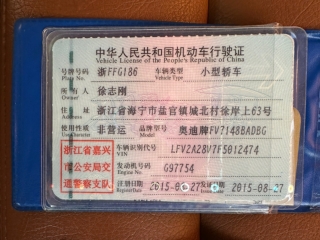 中华人民共和国机动车行驶证
Vehicle License of the People's Republic of China
号牌号码 浙FFG186 车辆类型 小型轿车
Plate No. Vehicle Type
所有人 徐志刚
Owner
住址 浙江省海宁市盐官镇城北村徐岸上63号
Address
使用性质 非营运 品牌型号 奥迪牌FV7148BADBG
Use Character Model
浙江省嘉兴 车辆识别代号 LFV2A28V7F5012474
市公安局交 VIN
道警察支队 发动机号码 G97754
Engine No.
注册日期 2015-08-27 发证日期 2015-08-27
Register Date Issue Date